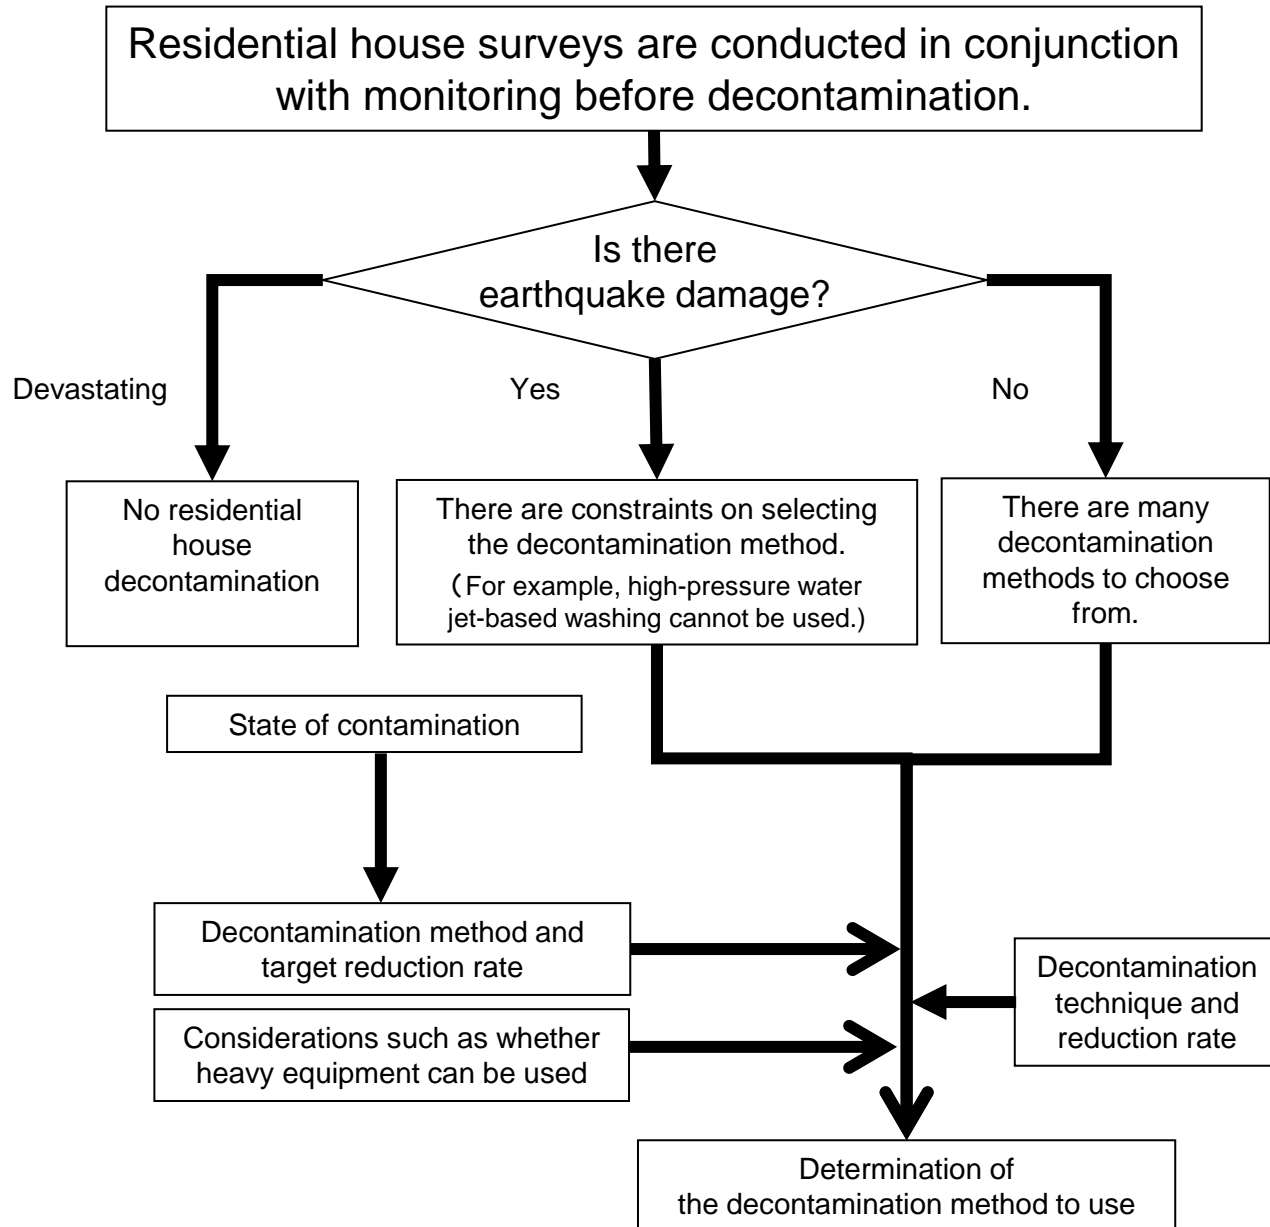 Residential house surveys are conducted in conjunction
with monitoring before decontamination.
Is there
earthquake damage?
Devastating
Yes
No
No residential
house
decontamination
There are constraints on selecting
the decontamination method.
(For example, high-pressure water
jet-based washing cannot be used.)
There are many
decontamination
methods to choose
from.
State of contamination
Decontamination method and
target reduction rate
Decontamination
technique and
reduction rate
Considerations such as whether
heavy equipment can be used
Determination of
the decontamination method to use